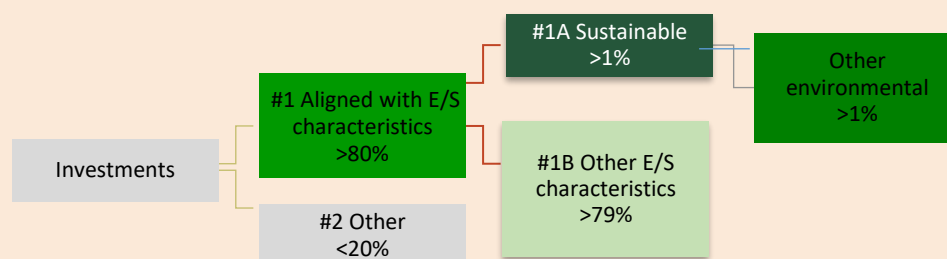 Investments
#1 Aligned with E/S
characteristics
>80%
#2 Other
<20%
#1A Sustainable
>1%
#1B Other E/S
characteristics
>79%
Other
environmental
>1%